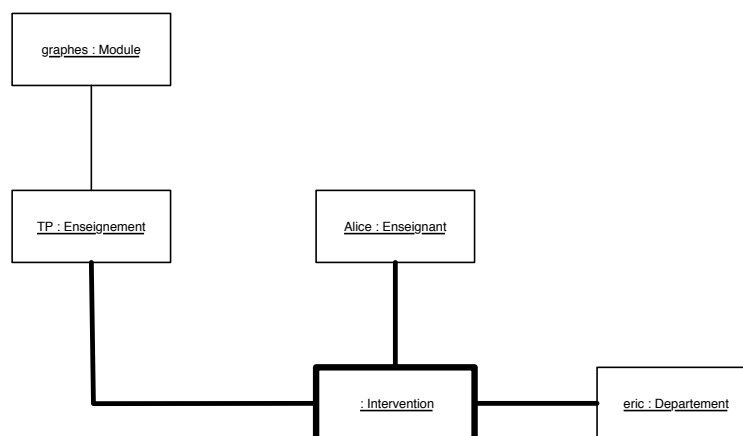 graphes : Module
TP : Enseignement
Alice : Enseignant
: Intervention
eric : Departement